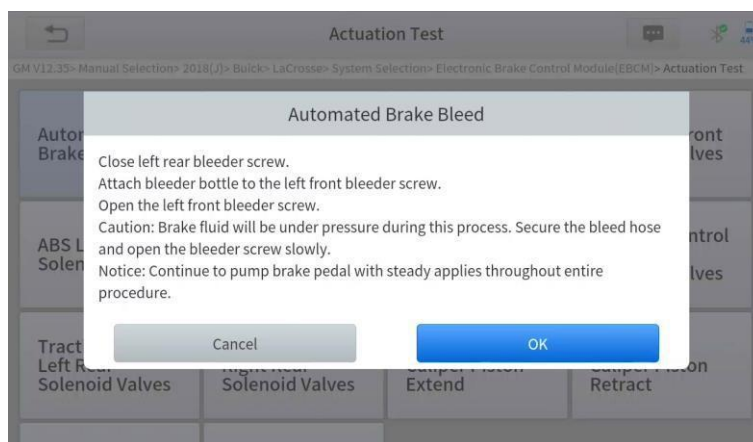 Actuation Test
GM V12.35> Manual Selection> 2018(J)> Buick> LaCrosse> System Selection> Electronic Brake Control Module(EBCM)> Actuation Test
Automated Brake Bleed
Close left rear bleeder screw.
Attach bleeder bottle to the left front bleeder screw.
Open the left front bleeder screw.
Caution: Brake fluid will be under pressure during this process. Secure the bleed hose
and open the bleeder screw slowly.
Notice: Continue to pump brake pedal with steady applies throughout entire
procedure.
Cancel
OK
Solenoid Valves
Solenoid Valves
Extend
Retract